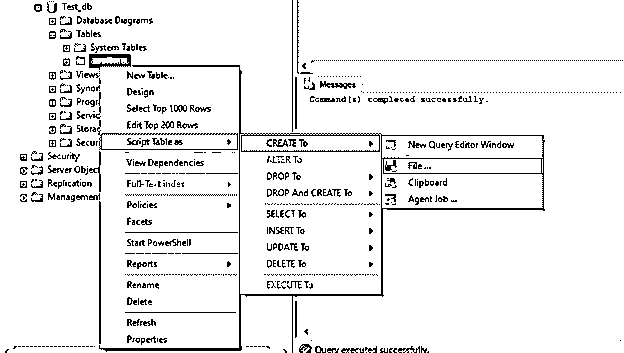 Test_db
Database Diagrams
Tables
System Tables
Views
Synon
Progr
Servic
Storag
Secur
Security
Server Objec
Replication
Management
New Table...
Design
Select Top 1000 Rows
Edit Top 200 Rows
Script Table as
View Dependencies
Full-Text index
Policies
Facets
Start PowerShell
Reports
Rename
Delete
Refresh
Properties
CREATE To
ALTER To
DROP To
DROP And CREATE To
SELECT To
INSERT To
UPDATE To
DELETE To
EXECUTE To
New Query Editor Window
File ...
Clipboard
Agent Job ...
Messages
Command(s) completed successfully.
Query executed successfully.